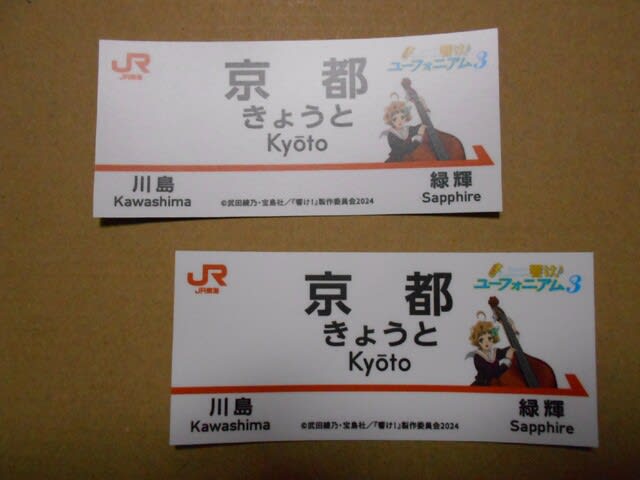 JR
JR東海
京 都
きょうと
Kyōto
響け!
ユーフォニアム3
川島
Kawashima
緑輝
Sapphire
©武田綾乃・宝島社/『響け!』製作委員会2024
JR
JR東海
京 都
きょうと
Kyōto
響け!
ユーフォニアム3
川島
Kawashima
緑輝
Sapphire
©武田綾乃・宝島社/『響け!』製作委員会2024